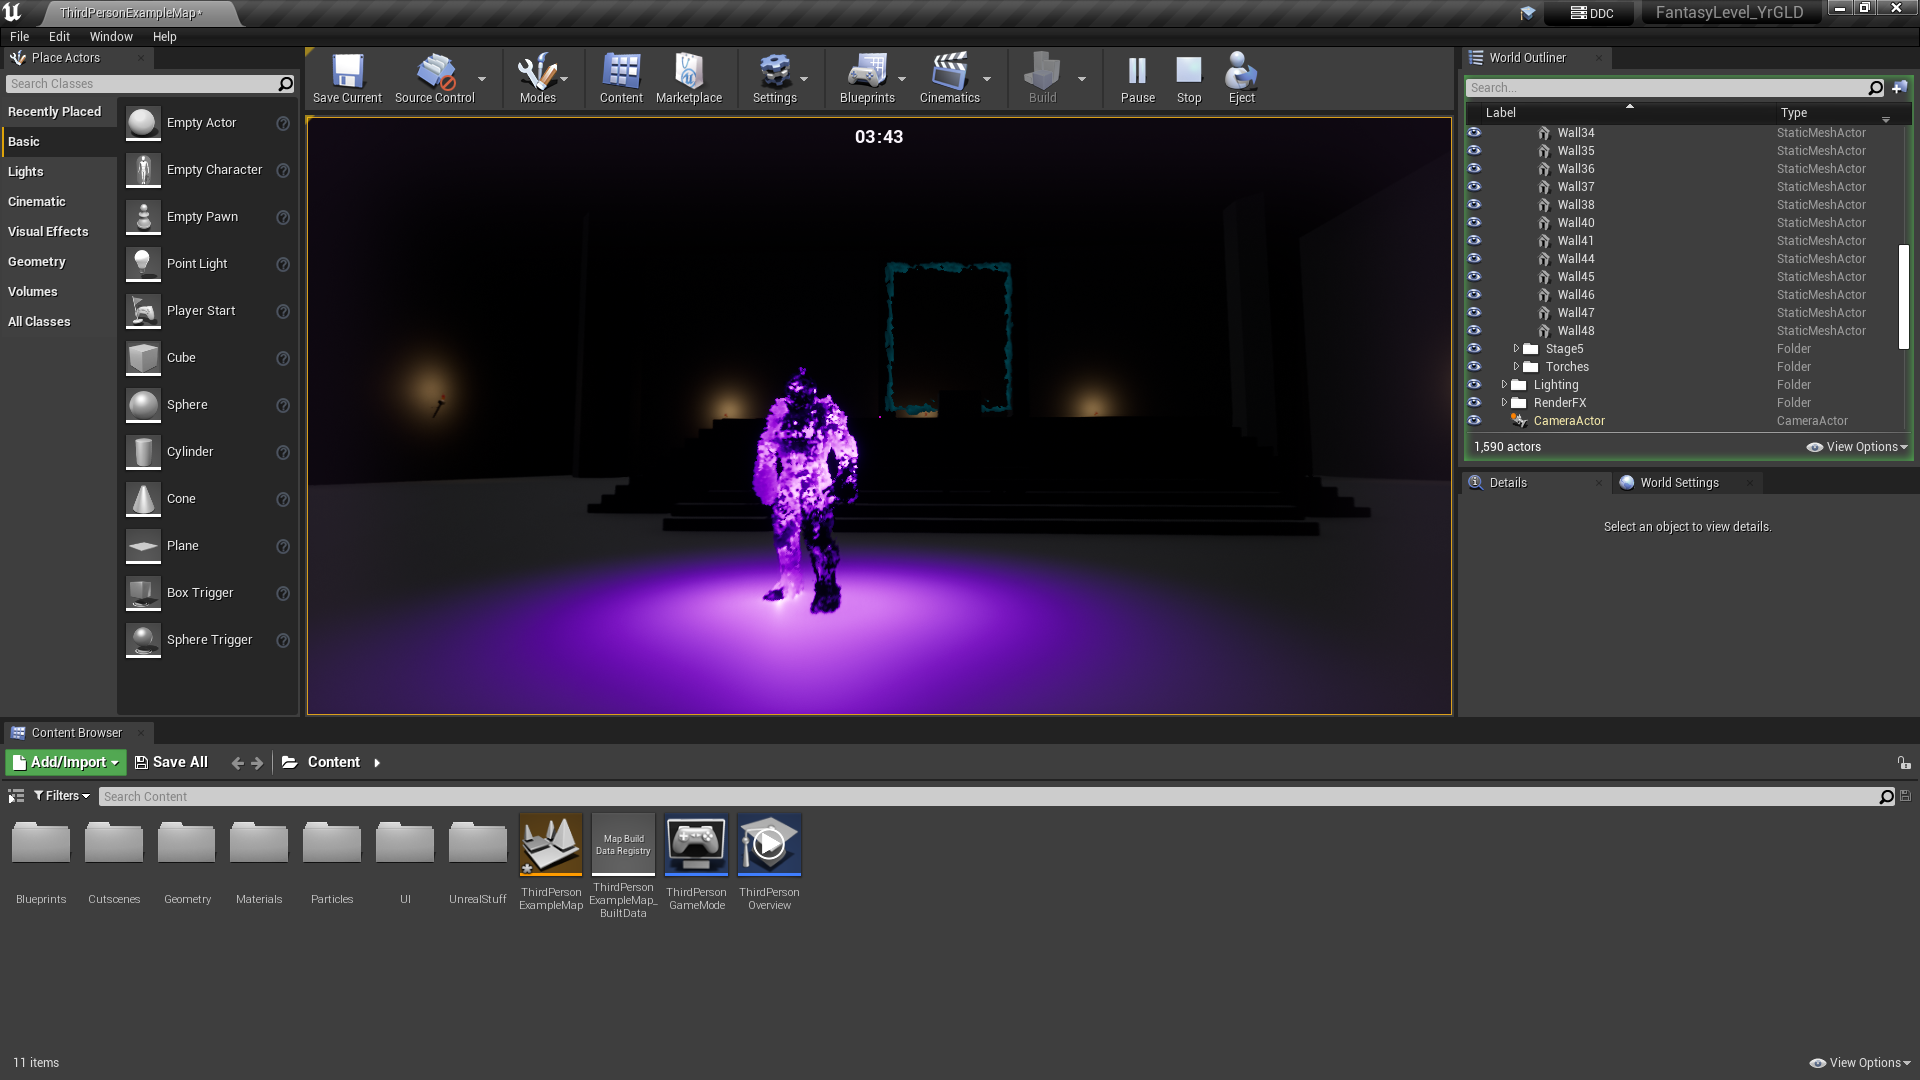 ThirdPersonExampleMap*
DDC
FantasyLevel_YrGLD
File Edit Window Help
Place Actors
Search Classes
Recently Placed
Basic
Lights
Cinematic
Visual Effects
Geometry
Volumes
All Classes
Empty Actor
Empty Character
Empty Pawn
Point Light
Player Start
Cube
Sphere
Cylinder
Cone
Plane
Box Trigger
Sphere Trigger
Save Current
Source Control
Modes
Content
Marketplace
Settings
Blueprints
Cinematics
Build
Pause
Stop
Eject
03:43
World Outliner
Search...
Label Type
Wall34 StaticMeshActor
Wall35 StaticMeshActor
Wall36 StaticMeshActor
Wall37 StaticMeshActor
Wall38 StaticMeshActor
Wall40 StaticMeshActor
Wall41 StaticMeshActor
Wall44 StaticMeshActor
Wall45 StaticMeshActor
Wall46 StaticMeshActor
Wall47 StaticMeshActor
Wall48 StaticMeshActor
Stage5 Folder
Torches Folder
Lighting Folder
RenderFX Folder
CameraActor CameraActor
1,590 actors
View Options
Details
World Settings
Select an object to view details.
Content Browser
Add/Import
Save All
Content
Filters
Search Content
Blueprints
Cutscenes
Geometry
Materials
Particles
UI
UnrealStuff
ThirdPerson
ExampleMap
Map Build
Data Registry
ThirdPerson
ExampleMap_
BuiltData
ThirdPerson
GameMode
ThirdPerson
Overview
11 items
View Options